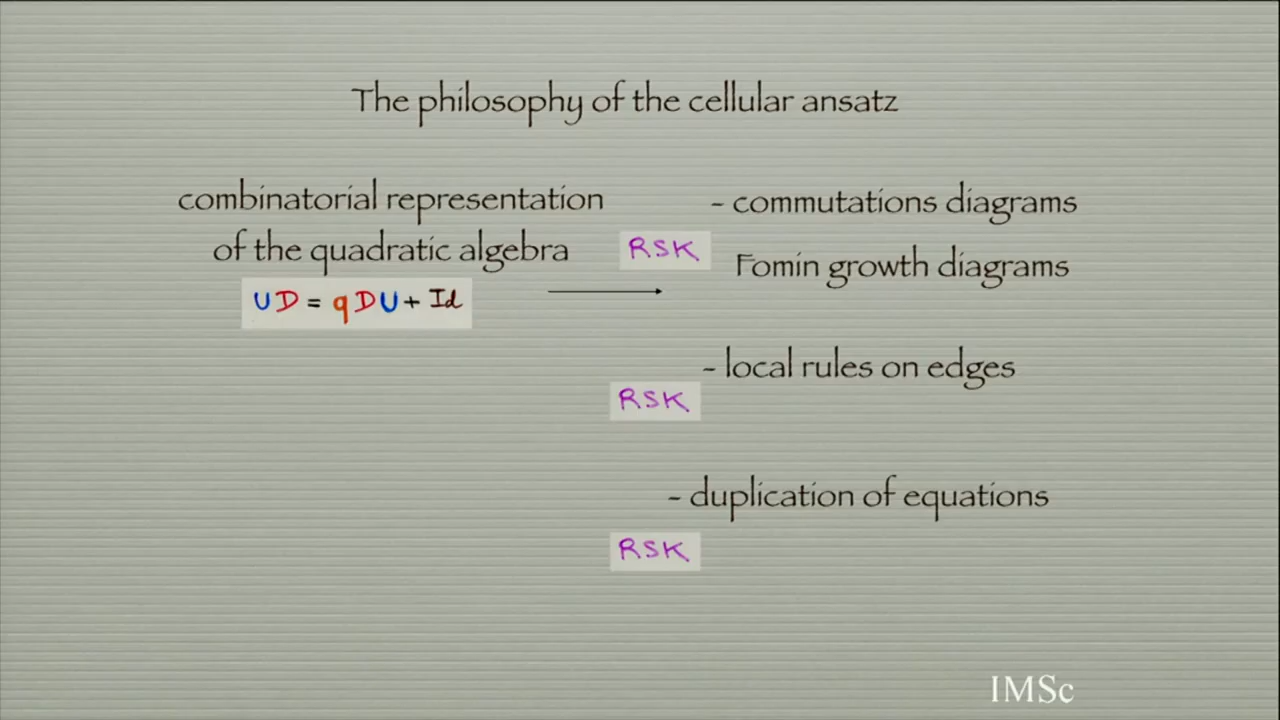 The philosophy of the cellular ansatz
combinatorial representation
of the quadratic algebra
UD = qDU + Id
- commutations diagrams
RSK
Fomin growth diagrams
- local rules on edges
RSK
- duplication of equations
RSK
IMSc